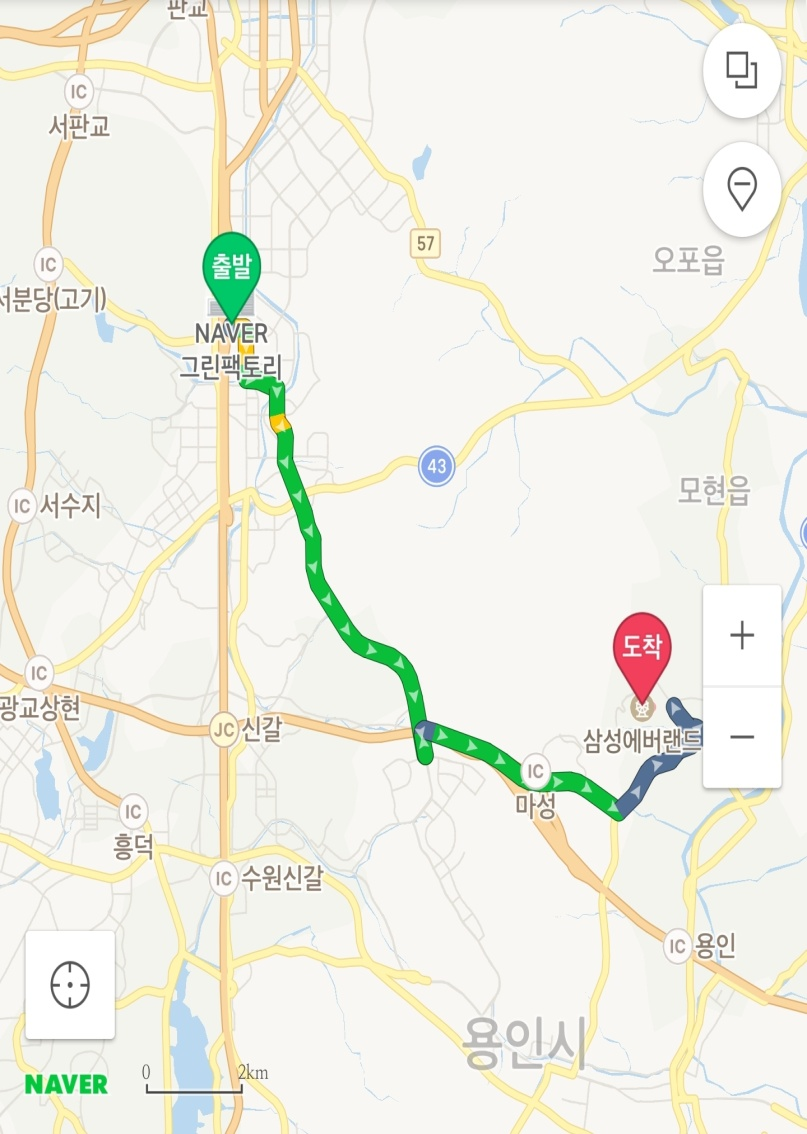 판교
IC
서판교
57
IC
서분당(고기)
출발
오포읍
NAVER
그린팩토리
43
모현읍
IC 서수지
도착
IC
광교상현
JC 신갈
삼성에버랜드
IC
마성
IC
흥덕
IC 수원신갈
IC 용인
용인시
NAVER
0 2km